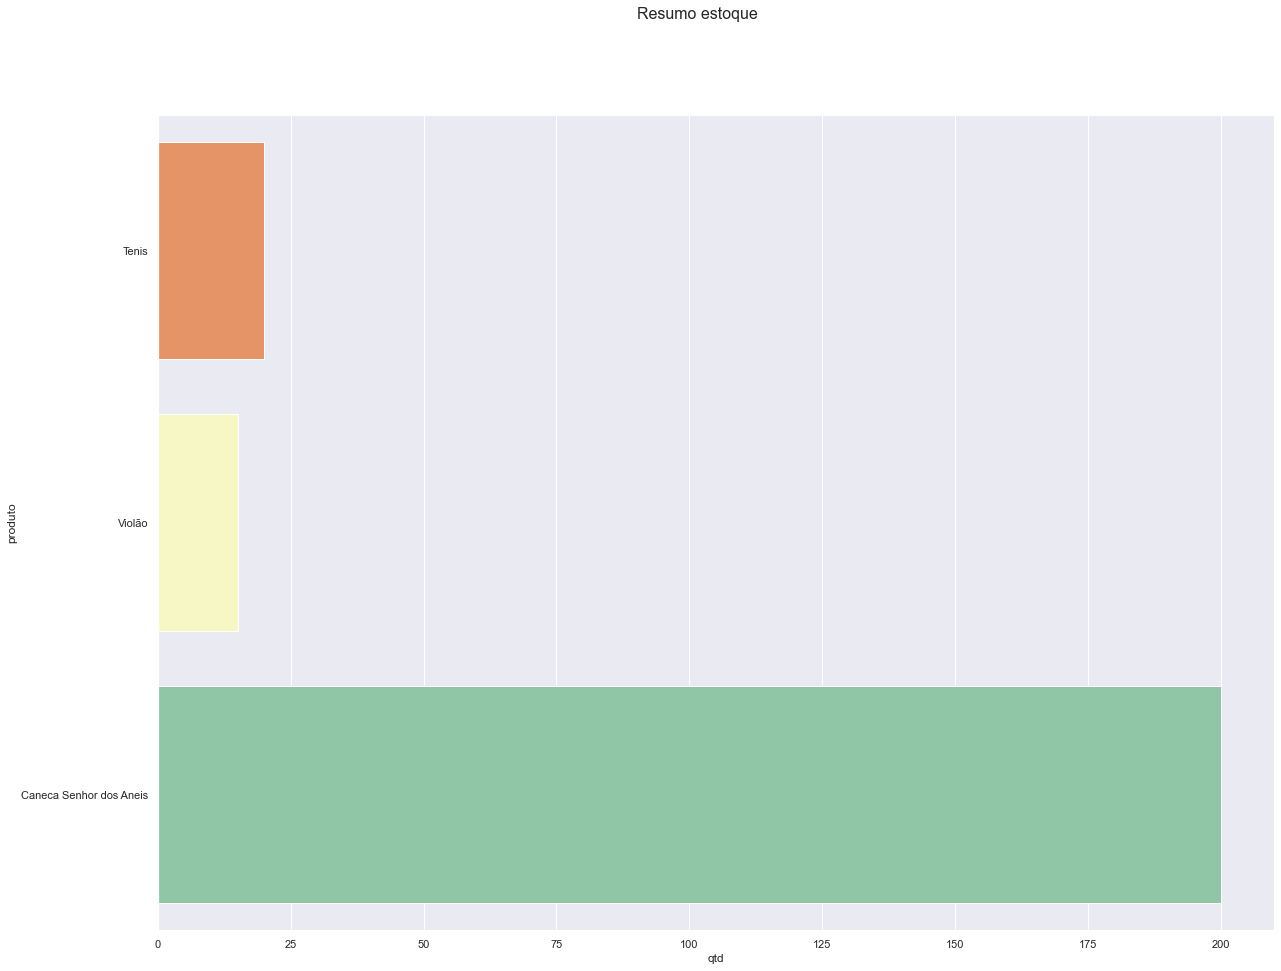 Resumo estoque
Tenis
Violão
Caneca Senhor dos Aneis
produto
0 25 50 75 100 125 150 175 200
qtd